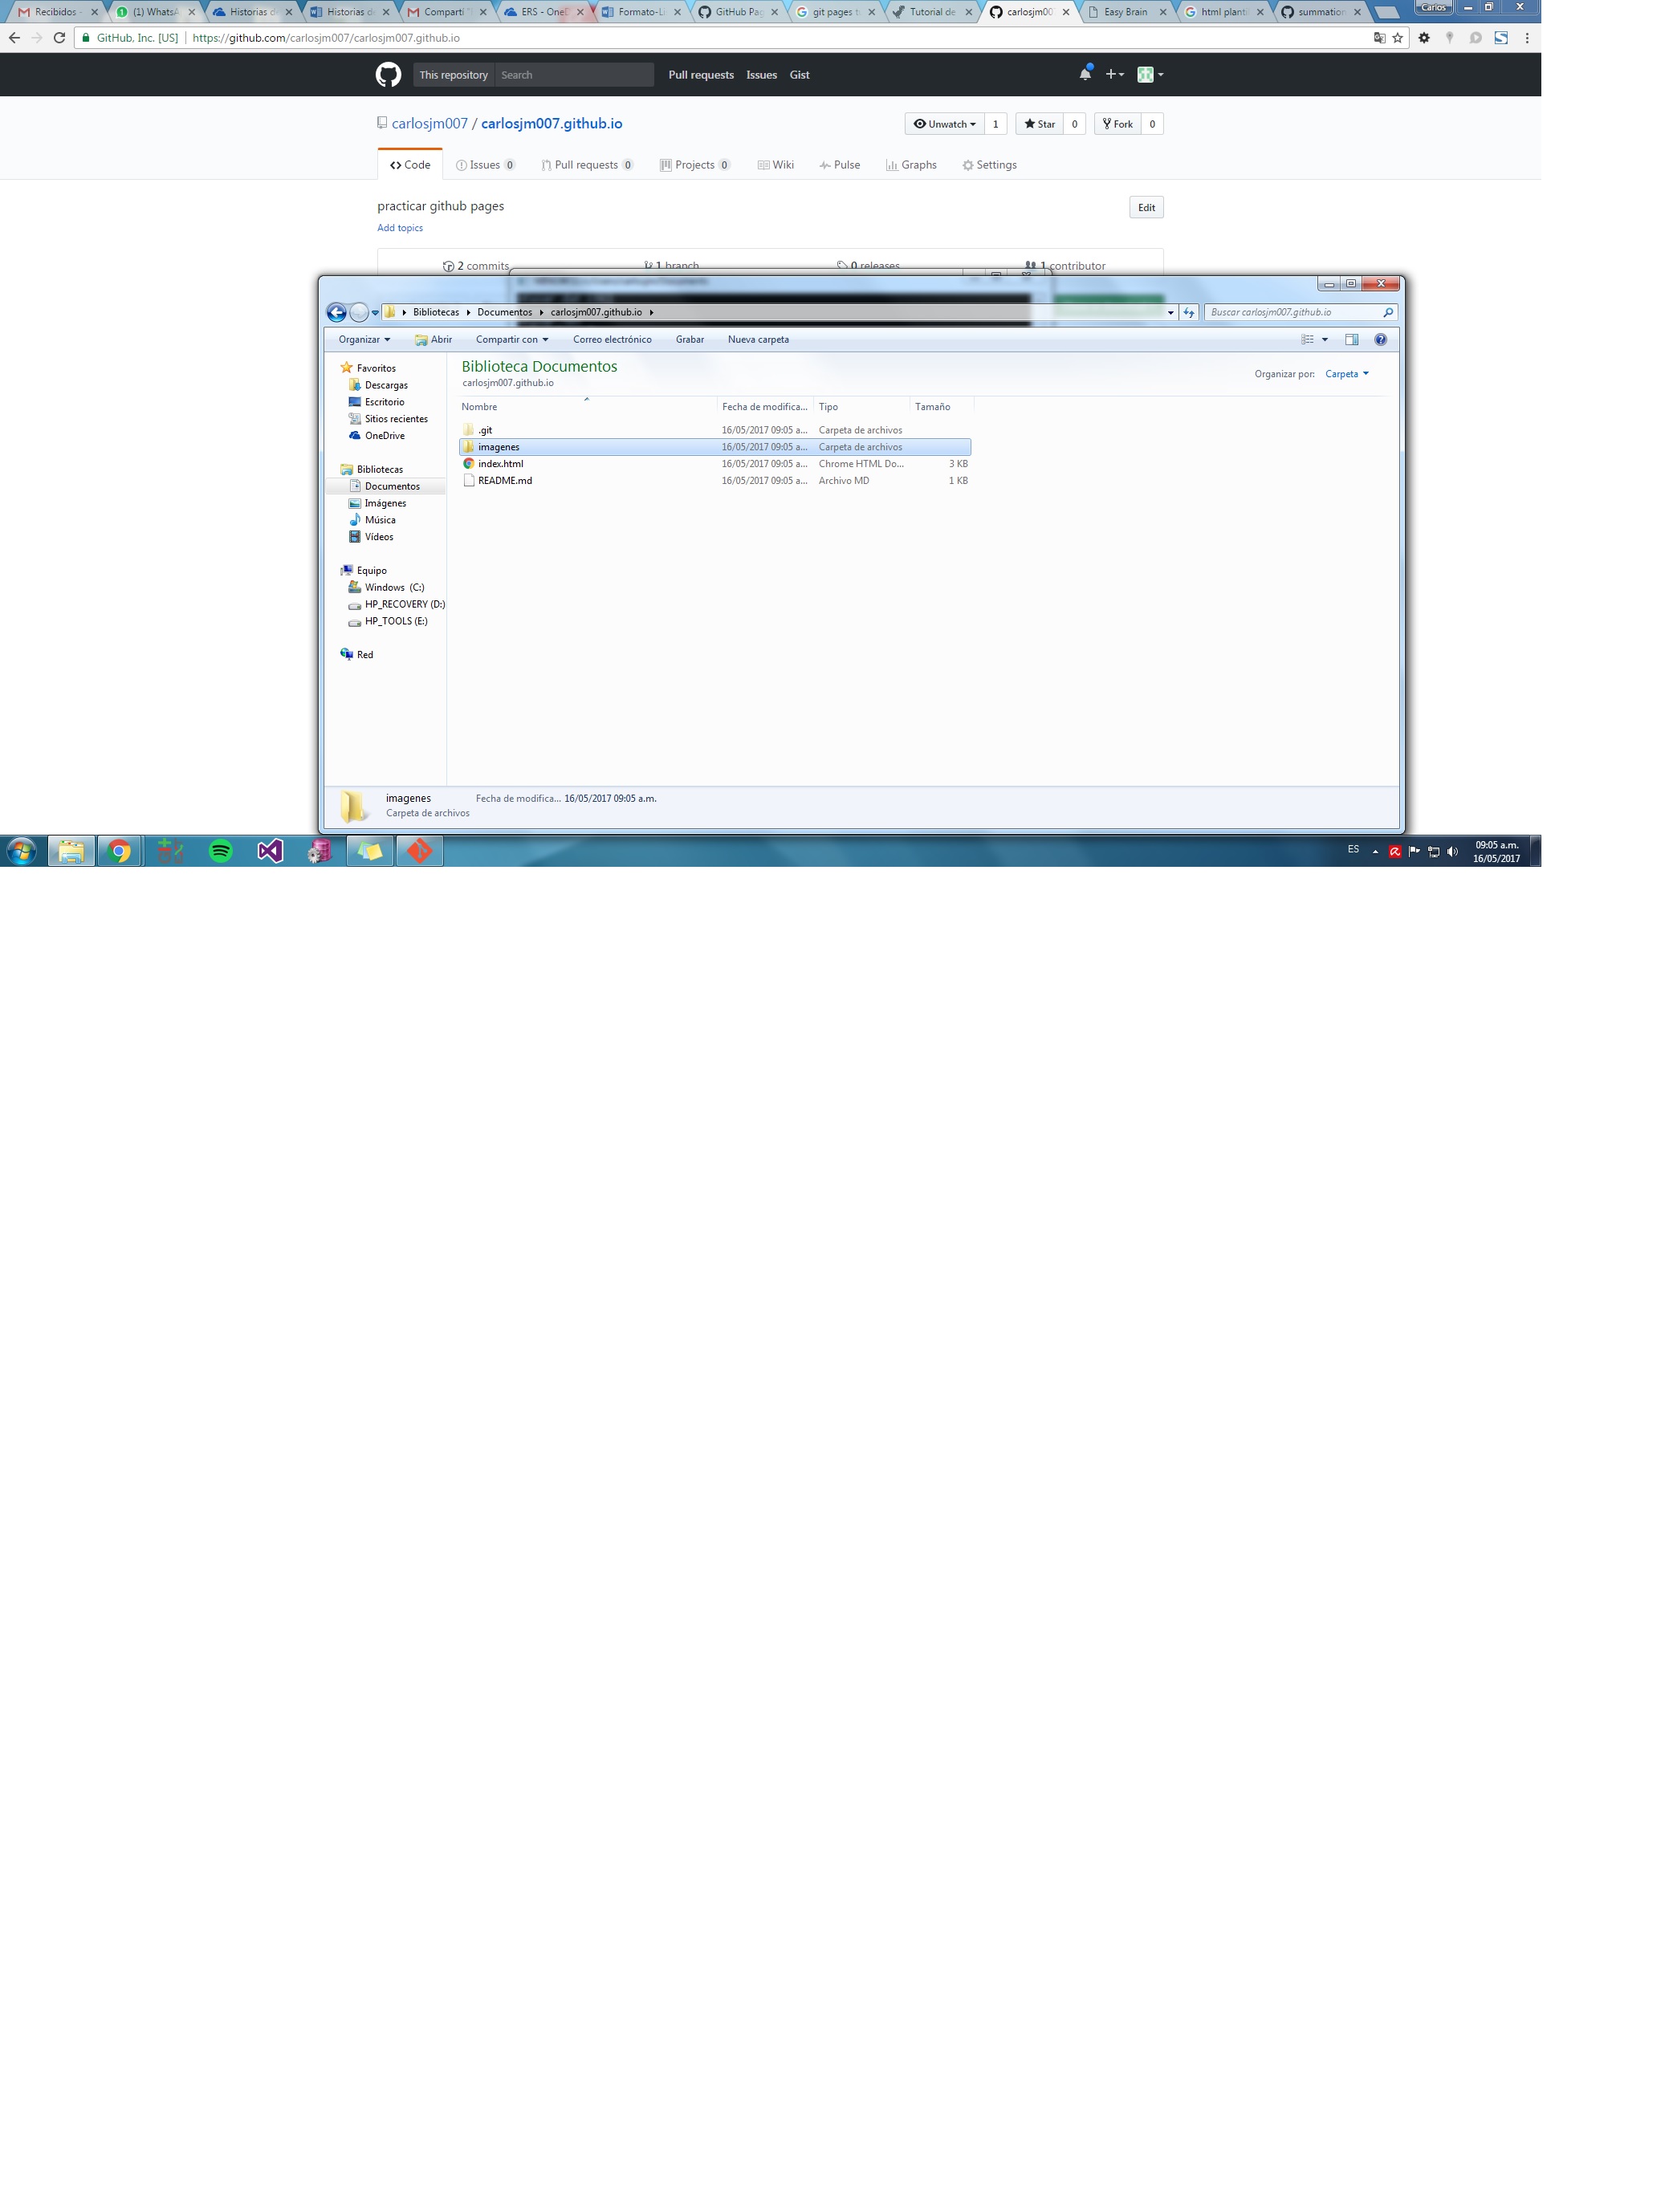 Recibidos -
(1) WhatsA
Historias d
Historias d
Comparti
ERS - OneD
Formato-Li
GitHub Pag
git pages t
Tutorial de
carlosjm00
Easy Brain
html planti
summation
Carlos
GitHub, Inc. [US] | https://github.com/carlosjm007/carlosjm007.github.io
This repository Search Pull requests Issues Gist
carlosjm007 / carlosjm007.github.io
Unwatch 1 Star 0 Fork 0
Code Issues 0 Pull requests 0 Projects 0 Wiki Pulse Graphs Settings
practicar github pages
Edit
Add topics
2 commits 1 branch 0 releases 1 contributor
Bibliotecas Documentos carlosjm007.github.io
Buscar carlosjm007.github.io
Organizar Abrir Compartir con Correo electrónico Grabar Nueva carpeta
Favoritos
Descargas
Escritorio
Sitios recientes
OneDrive
Bibliotecas
Documentos
Imágenes
Música
Vídeos
Equipo
Windows (C:)
HP_RECOVERY (D:)
HP_TOOLS (E:)
Red
Biblioteca Documentos
carlosjm007.github.io
Organizar por: Carpeta
Nombre Fecha de modifica... Tipo Tamaño
.git 16/05/2017 09:05 a... Carpeta de archivos
imagenes 16/05/2017 09:05 a... Carpeta de archivos
index.html 16/05/2017 09:05 a... Chrome HTML Do... 3 KB
README.md 16/05/2017 09:05 a... Archivo MD 1 KB
imagenes Fecha de modifica... 16/05/2017 09:05 a.m.
Carpeta de archivos
ES
09:05 a.m.
16/05/2017